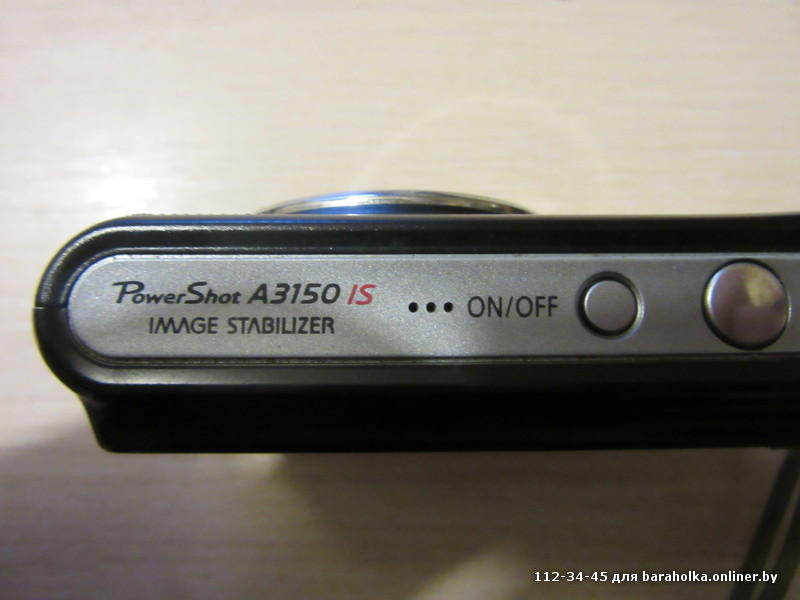 PowerShot A3150 IS
IMAGE STABILIZER
ON/OFF
112-34-45 для baraholka.onliner.by